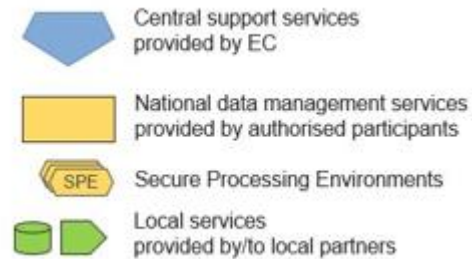 Central support services
provided by EC
National data management services
provided by authorised participants
SPE
Secure Processing Environments
Local services
provided by/to local partners